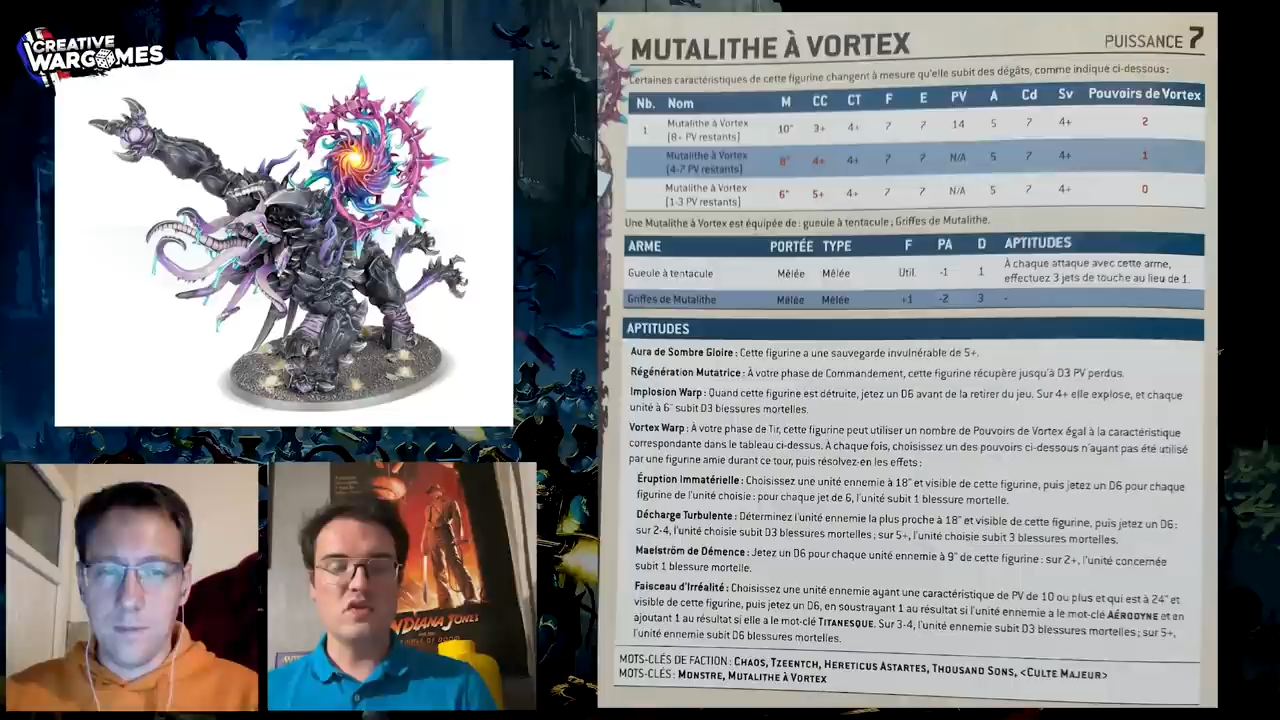 CREATIVE
WARGAMES
MUTALITHE À VORTEX
PUISSANCE 7
Certaines caractéristiques de cette figurine changent à mesure qu'elle subit des dégâts, comme indiqué ci-dessous :
Nb. Nom M CC CT F E PV A Cd Sv Pouvoirs de Vortex
1 Mutalithe à Vortex (8+ PV restants) 10" 3+ 4+ 7 7 14 5 7 4+ 2
Mutalithe à Vortex (4-7 PV restants) 8" 4+ 4+ 7 7 N/A 5 7 4+ 1
Mutalithe à Vortex (1-3 PV restants) 6" 5+ 4+ 7 7 N/A 5 7 4+ 0
Une Mutalithe à Vortex est équipée de : gueule à tentacule ; Griffes de Mutalithe.
ARME PORTÉE TYPE F PA D APTITUDES
Gueule à tentacule Mêlée Mêlée Util. -1 1 À chaque attaque avec cette arme,
effectuez 3 jets de touche au lieu de 1.
Griffes de Mutalithe Mêlée Mêlée +1 -2 3 -
APTITUDES
Aura de Sombre Gloire : Cette figurine a une sauvegarde invulnérable de 5+.
Régénération Mutatrice : À votre phase de Commandement, cette figurine récupère jusqu'à D3 PV perdus.
Implosion Warp : Quand cette figurine est détruite, jetez un D6 avant de la retirer du jeu. Sur 4+ elle explose, et chaque
unité à 6" subit D3 blessures mortelles.
Vortex Warp : À votre phase de Tir, cette figurine peut utiliser un nombre de Pouvoirs de Vortex égal à la caractéristique
correspondante dans le tableau ci-dessus. À chaque fois, choisissez un des pouvoirs ci-dessous n'ayant pas été utilisé
par une figurine amie durant ce tour, puis résolvez-en les effets :
Éruption Immatérielle : Choisissez une unité ennemie à 18" et visible de cette figurine, puis jetez un D6 pour chaque
figurine de l'unité choisie : pour chaque jet de 6, l'unité subit 1 blessure mortelle.
Décharge Turbulente : Déterminez l'unité ennemie la plus proche à 18" et visible de cette figurine, puis jetez un D6 :
sur 2-4, l'unité choisie subit D3 blessures mortelles ; sur 5+, l'unité choisie subit 3 blessures mortelles.
Maelström de Démence : Jetez un D6 pour chaque unité ennemie à 9" de cette figurine : sur 2+, l'unité concernée
subit 1 blessure mortelle.
Faisceau d'Irréalité : Choisissez une unité ennemie ayant une caractéristique de PV de 10 ou plus et qui est à 24" et
visible de cette figurine, puis jetez un D6, en soustrayant 1 au résultat si l'unité ennemie a le mot-clé AÉRODYNE et en
ajoutant 1 au résultat si elle a le mot-clé TITANESQUE. Sur 3-4, l'unité ennemie subit D3 blessures mortelles ; sur 5+,
l'unité ennemie subit D6 blessures mortelles.
MOTS-CLÉS DE FACTION : CHAOS, TZEENTCH, HERETICUS ASTARTES, THOUSAND SONS, <CULTE MAJEUR>
MOTS-CLÉS : MONSTRE, MUTALITHE À VORTEX
INDIANA JONES